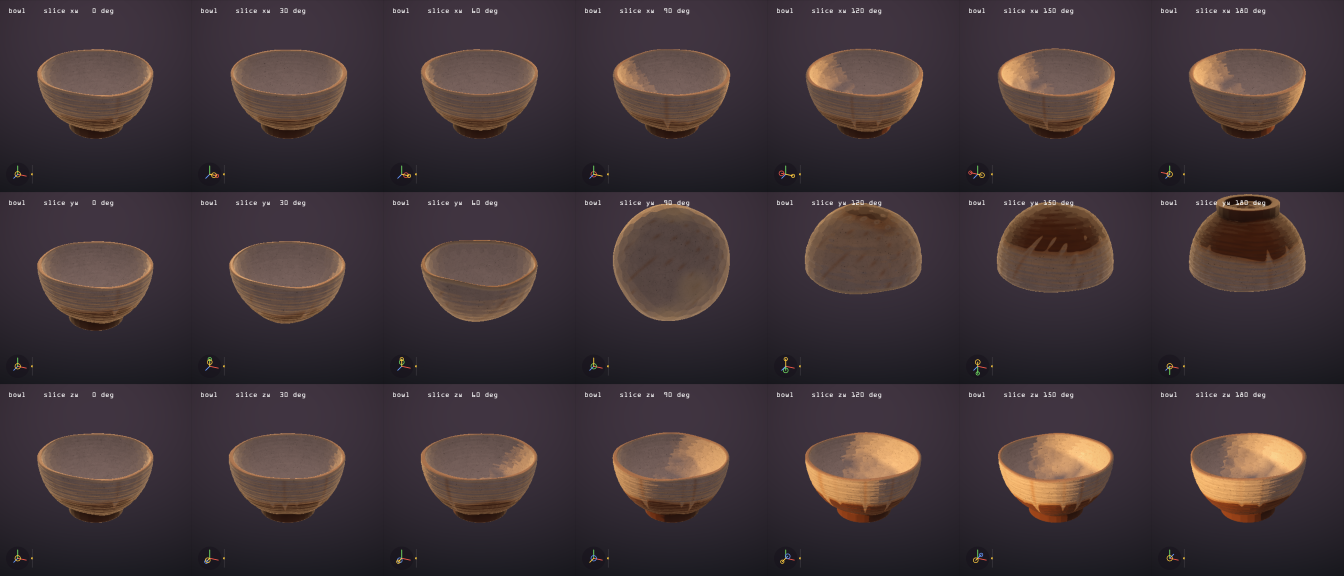 bowl slice xw 0 deg
bowl slice xw 30 deg
bowl slice xw 60 deg
bowl slice xw 90 deg
bowl slice xw 120 deg
bowl slice xw 150 deg
bowl slice xw 180 deg
bowl slice yw 0 deg
bowl slice yw 30 deg
bowl slice yw 60 deg
bowl slice yw 90 deg
bowl slice yw 120 deg
bowl slice yw 150 deg
bowl slice yw 180 deg
bowl slice zw 0 deg
bowl slice zw 30 deg
bowl slice zw 60 deg
bowl slice zw 90 deg
bowl slice zw 120 deg
bowl slice zw 150 deg
bowl slice zw 180 deg